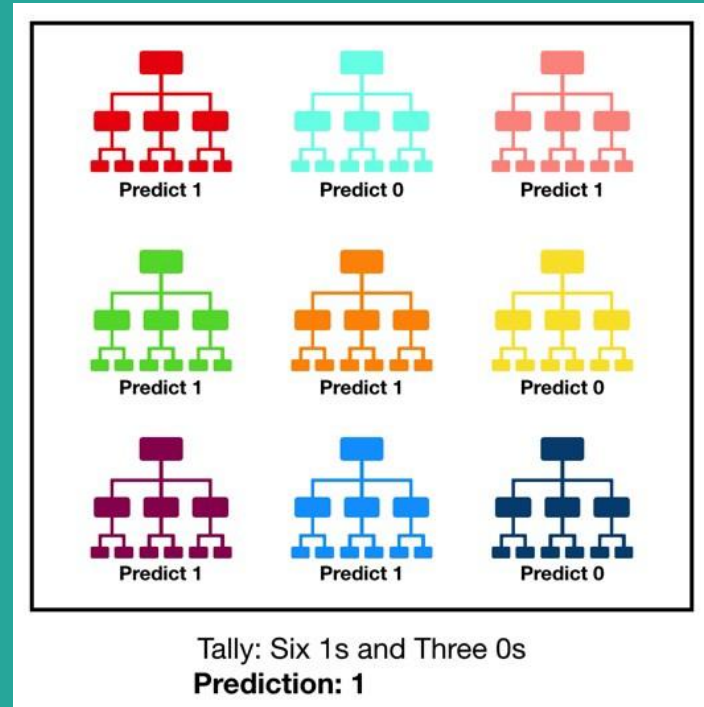 Predict 1 Predict 0 Predict 1
Predict 1 Predict 1 Predict 0
Predict 1 Predict 1 Predict 0
Tally: Six 1s and Three 0s
Prediction: 1